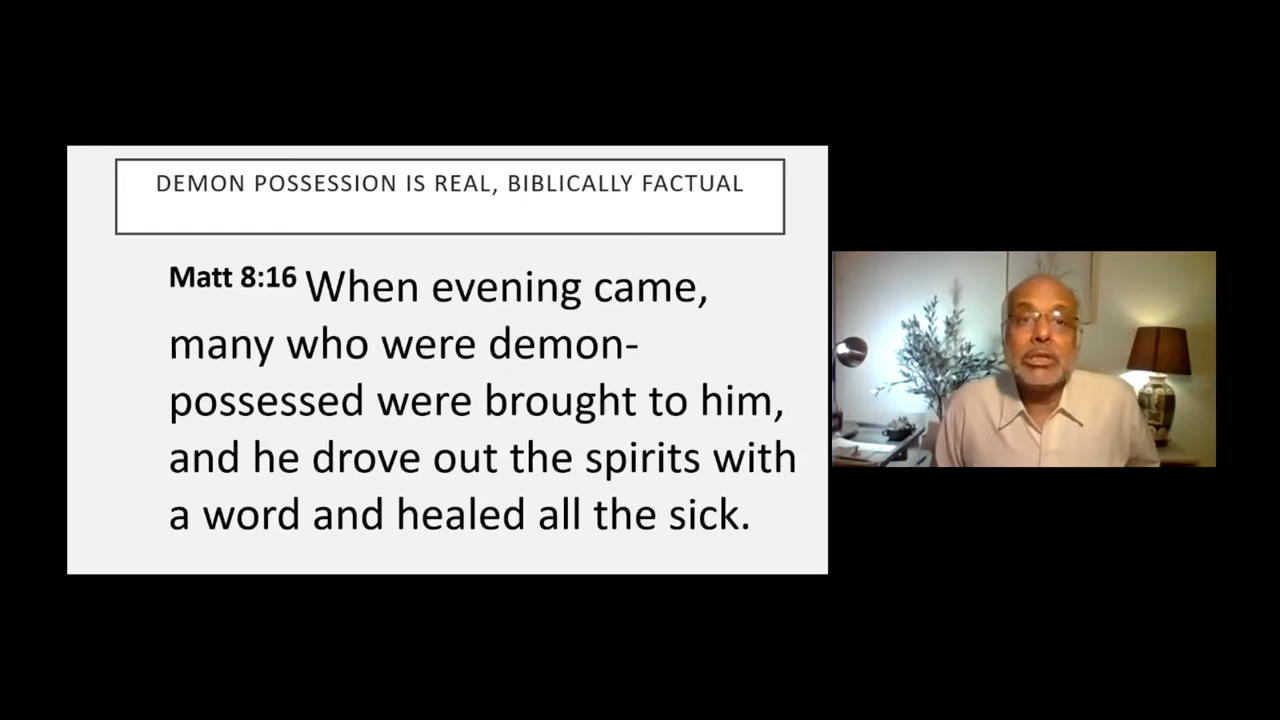 DEMON POSSESSION IS REAL, BIBLICALLY FACTUAL
Matt 8:16 When evening came,
many who were demon-
possessed were brought to him,
and he drove out the spirits with
a word and healed all the sick.